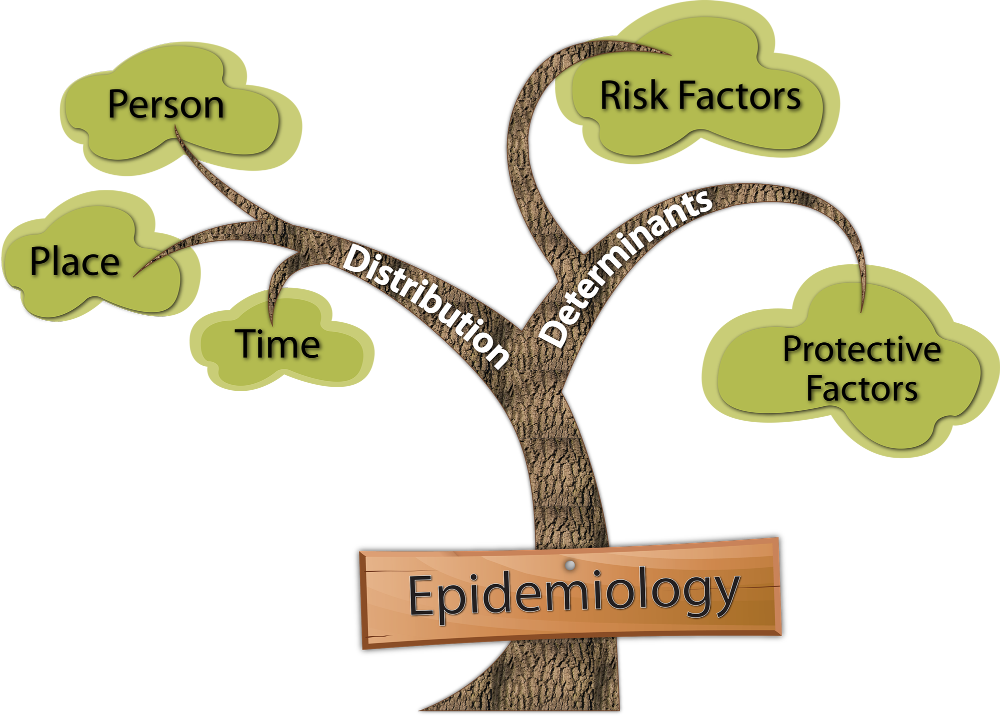 Person
Place
Time
Distribution
Determinants
Risk Factors
Protective
Factors
Epidemiology